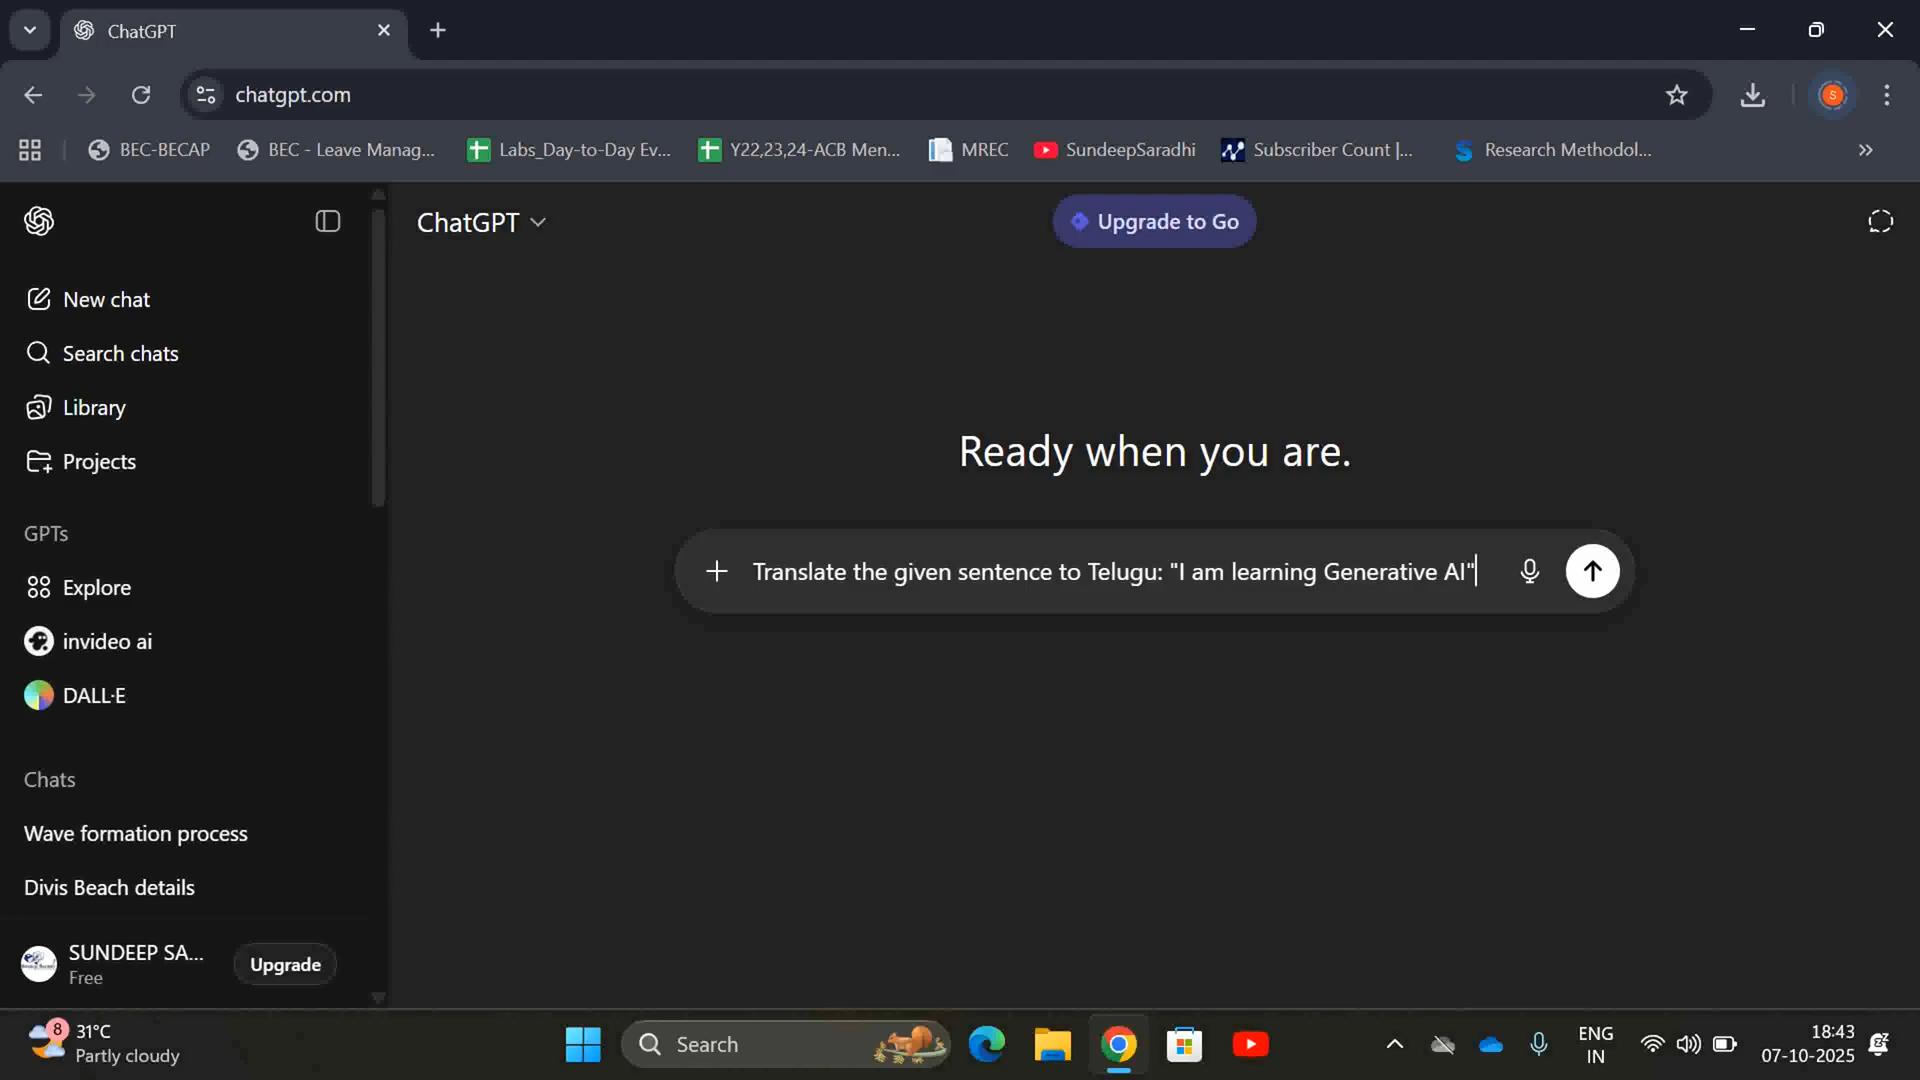 ChatGPT
chatgpt.com
BEC-BECAP
BEC - Leave Manag...
Labs_Day-to-Day Ev...
Y22,23,24-ACB Men...
MREC
SundeepSaradhi
Subscriber Count |...
Research Methodol...
ChatGPT
Upgrade to Go
New chat
Search chats
Library
Projects
GPTs
Explore
invideo ai
DALL·E
Chats
Wave formation process
Divis Beach details
SUNDEEP SA...
Free
Upgrade
Ready when you are.
Translate the given sentence to Telugu: "I am learning Generative AI"
8
31°C
Partly cloudy
Search
ENG
IN
18:43
07-10-2025
S